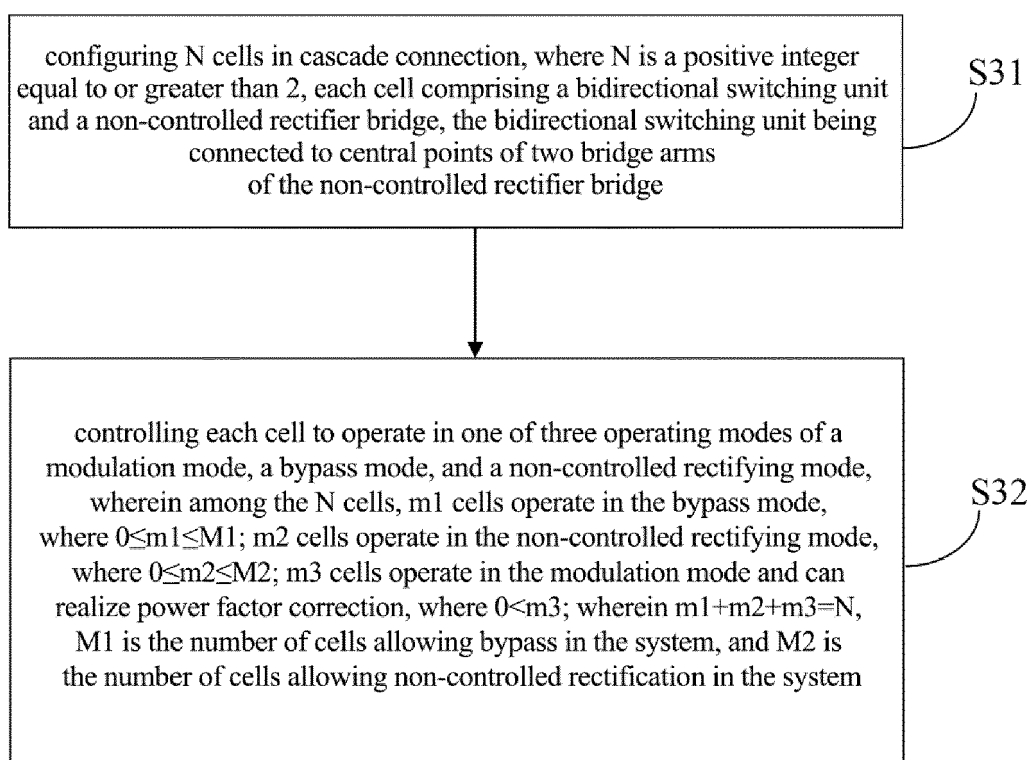 configuring N cells in cascade connection, where N is a positive integer
equal to or greater than 2, each cell comprising a bidirectional switching unit
and a non-controlled rectifier bridge, the bidirectional switching unit being
connected to central points of two bridge arms
of the non-controlled rectifier bridge
S31
controlling each cell to operate in one of three operating modes of a
modulation mode, a bypass mode, and a non-controlled rectifying mode,
wherein among the N cells, m1 cells operate in the bypass mode,
where 0≤m1≤M1; m2 cells operate in the non-controlled rectifying mode,
where 0≤m2≤M2; m3 cells operate in the modulation mode and can
realize power factor correction, where 0<m3; wherein m1+m2+m3=N,
M1 is the number of cells allowing bypass in the system, and M2 is
the number of cells allowing non-controlled rectification in the system
S32